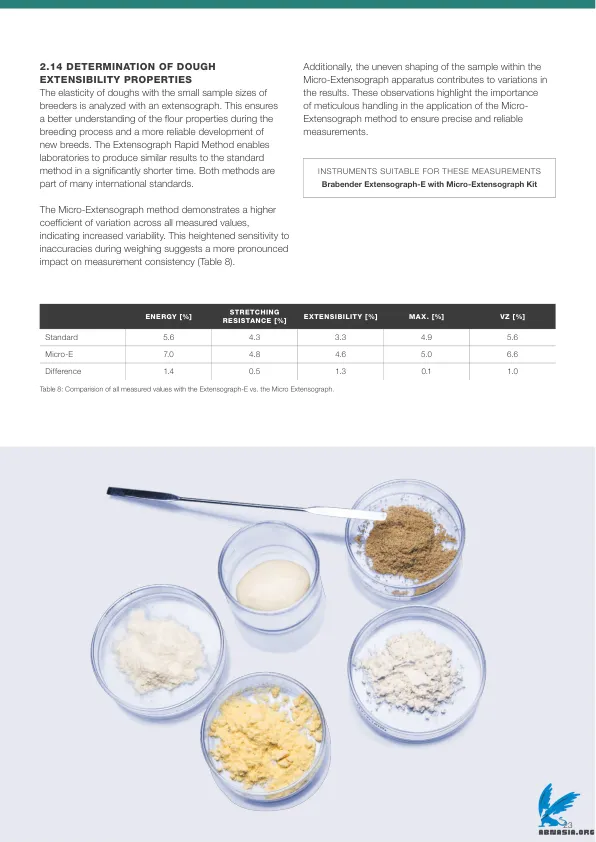 2.14 DETERMINATION OF DOUGH
EXTENSIBILITY PROPERTIES
The elasticity of doughs with the small sample sizes of
breeders is analyzed with an extensograph. This ensures
a better understanding of the flour properties during the
breeding process and a more reliable development of
new breeds. The Extensograph Rapid Method enables
laboratories to produce similar results to the standard
method in a significantly shorter time. Both methods are
part of many international standards.
The Micro-Extensograph method demonstrates a higher
coefficient of variation across all measured values,
indicating increased variability. This heightened sensitivity to
inaccuracies during weighing suggests a more pronounced
impact on measurement consistency (Table 8).
Additionally, the uneven shaping of the sample within the
Micro-Extensograph apparatus contributes to variations in
the results. These observations highlight the importance
of meticulous handling in the application of the Micro-
Extensograph method to ensure precise and reliable
measurements.
INSTRUMENTS SUITABLE FOR THESE MEASUREMENTS
Brabender Extensograph-E with Micro-Extensograph Kit
ENERGY [%] STRETCHING RESISTANCE [%] EXTENSIBILITY [%] MAX. [%] VZ [%]
Standard 5.6 4.3 3.3 4.9 5.6
Micro-E 7.0 4.8 4.6 5.0 6.6
Difference 1.4 0.5 1.3 0.1 1.0
Table 8: Comparision of all measured values with the Extensograph-E vs. the Micro Extensograph.
23
ABNASIA.ORG